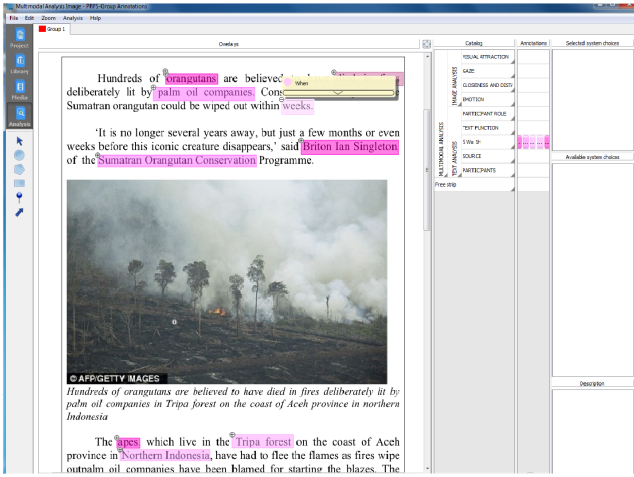 Multimodal Analysis Image - PRPS-IGroup Annotations
File Edit Zoom Analysis Help
Group 1
Project
Library
Media
Analysis
Overlays
Catalog
Annotations
Selected system choices
Hundreds of orangutans are believed
When
deliberately lit by palm oil companies.
Sumatran orangutan could be wiped out within weeks.
'It is no longer several years away, but just a few months or even
weeks before this iconic creature disappears,' said Briton Ian Singleton
of the Sumatran Orangutan Conservation Programme.
© AFP/GETTY IMAGES
Hundreds of orangutans are believed to have died in fires deliberately lit by
palm oil companies in Tripa forest on the coast of Aceh province in northern
Indonesia
The apes which live in the Tripa forest on the coast of Aceh
province in Northern Indonesia, have had to flee the flames as fires wipe
outpalm oil companies have been blamed for starting the blazes. The
MULTIMODAL ANALYSIS
IMAGE ANALYSIS
VISUAL ATTRACTION
GAZE
CLOSENESS AND DISTA
EMOTION
PARTICIPANT ROLE
TEXT ANALYSIS
TEXT FUNCTION
5 Ws 1H
SOURCE
PARTICIPANTS
Free strip
Available system choices
Description